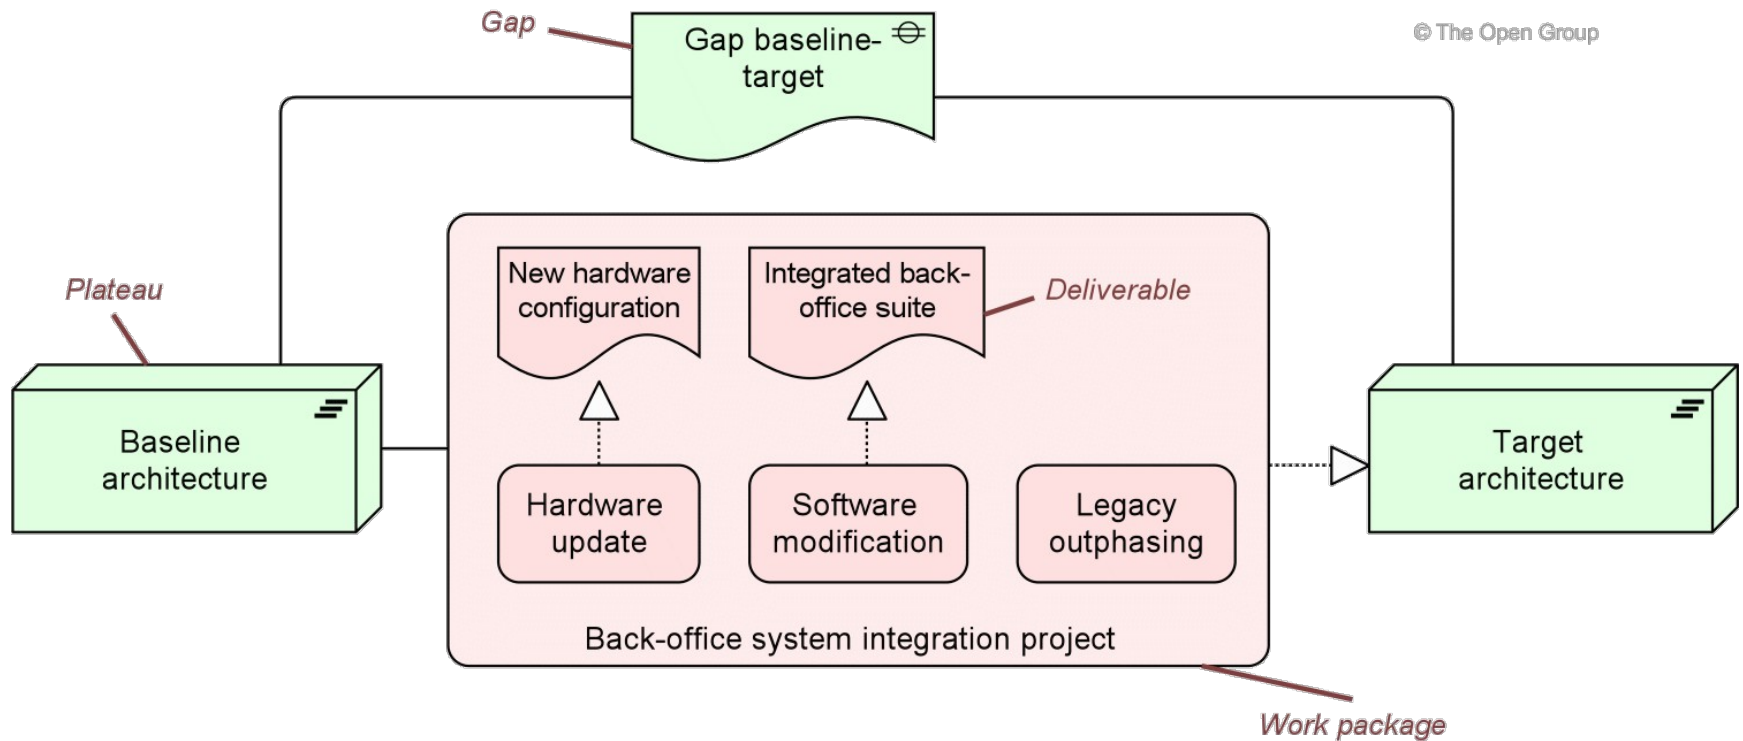 Gap
Gap baseline-
target
© The Open Group
Plateau
New hardware
configuration
Integrated back-
office suite
Deliverable
Baseline
architecture
Hardware
update
Software
modification
Legacy
outphasing
Target
architecture
Back-office system integration project
Work package